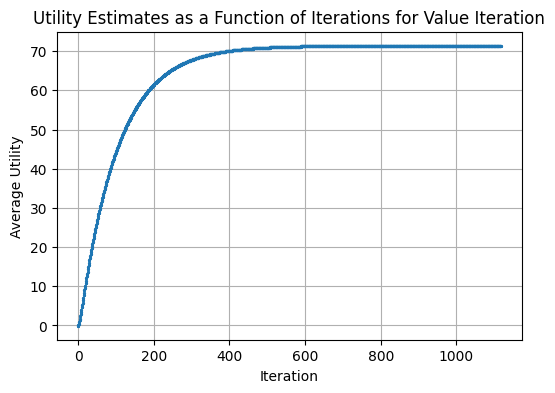 Utility Estimates as a Function of Iterations for Value Iteration
Average Utility
70
60
50
40
30
20
10
0
0 200 400 600 800 1000
Iteration